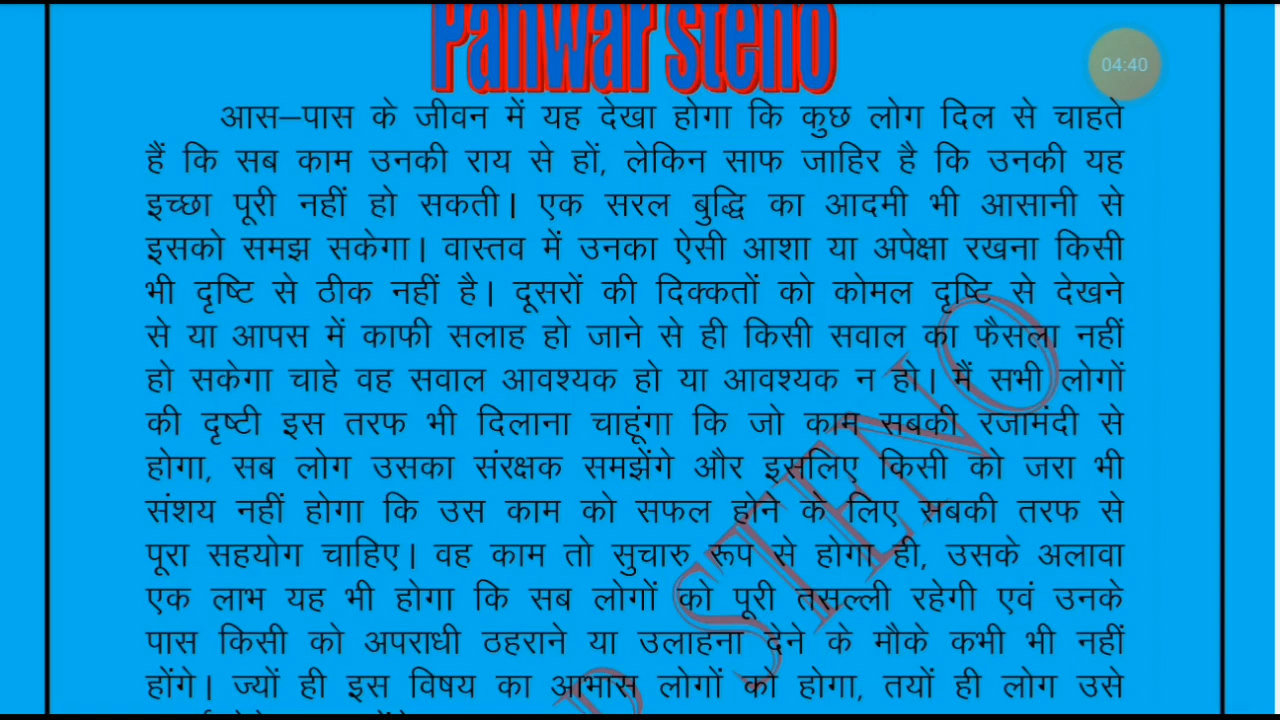 Panwar steno
04:40
आस–पास के जीवन में यह देखा होगा कि कुछ लोग दिल से चाहते
हैं कि सब काम उनकी राय से हों, लेकिन साफ जाहिर है कि उनकी यह
इच्छा पूरी नहीं हो सकती। एक सरल बुद्धि का आदमी भी आसानी से
इसको समझ सकेगा। वास्तव में उनका ऐसी आशा या अपेक्षा रखना किसी
भी दृष्टि से ठीक नहीं है। दूसरों की दिक्कतों को कोमल दृष्टि से देखने
से या आपस में काफी सलाह हो जाने से ही किसी सवाल का फैसला नहीं
हो सकेगा चाहे वह सवाल आवश्यक हो या आवश्यक न हो। मैं सभी लोगों
की दृष्टी इस तरफ भी दिलाना चाहूंगा कि जो काम सबकी रजामंदी से
होगा, सब लोग उसका संरक्षक समझेंगे और इसलिए किसी को जरा भी
संशय नहीं होगा कि उस काम को सफल होने के लिए सबकी तरफ से
पूरा सहयोग चाहिए। वह काम तो सुचारु रूप से होगा ही, उसके अलावा
एक लाभ यह भी होगा कि सब लोगों को पूरी तसल्ली रहेगी एवं उनके
पास किसी को अपराधी ठहराने या उलाहना देने के मौके कभी भी नहीं
होंगे। ज्यों ही इस विषय का आभास लोगों को होगा, तयों ही लोग उसे
STENO